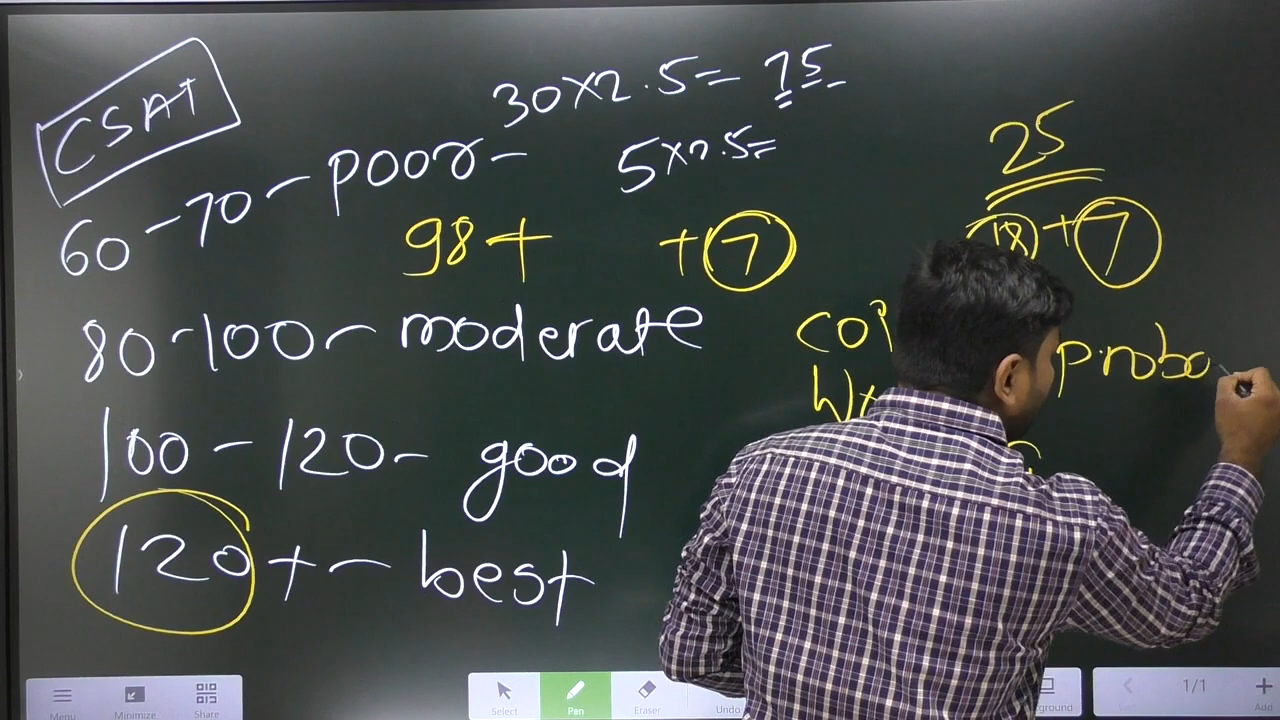 CSAT
30×2.5=75
60-70-poor-
5×2.5=
25
98+ +7
18+7
80-100- moderate
100-120- good
120+- best
Menu
Minimize
Share
Select
Pen
Eraser
Undo
1/1
Add